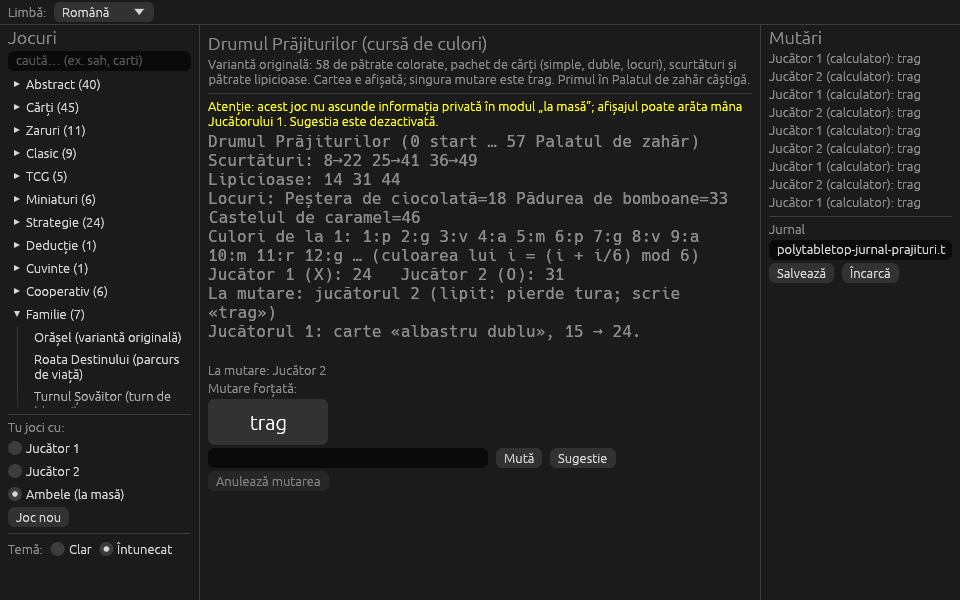 Limbă: Română
Jocuri
caută... (ex. sah, carti)
Abstract (40)
Cărți (45)
Zaruri (11)
Clasic (9)
TCG (5)
Miniaturi (6)
Strategie (24)
Deducție (1)
Cuvinte (1)
Cooperativ (6)
Familie (7)
Orășel (variantă originală)
Roata Destinului (parcurs
de viață)
Turnul Șovăitor (turn de
Tu joci cu:
Jucător 1
Jucător 2
Ambele (la masă)
Joc nou
Temă: Clar Întunecat
Drumul Prăjiturilor (cursă de culori)
Variantă originală: 58 de pătrate colorate, pachet de cărți (simple, duble, locuri), scurtături și
pătrate lipicioase. Cartea e afișată; singura mutare este trag. Primul în Palatul de zahăr câștigă.
Atenție: acest joc nu ascunde informația privată în modul „la masă”; afișajul poate arăta mâna
Jucătorului 1. Sugestia este dezactivată.
Drumul Prăjiturilor (0 start … 57 Palatul de zahăr)
Scurtături: 8→22 25→41 36→49
Lipicioase: 14 31 44
Locuri: Peștera de ciocolată=18 Pădurea de bomboane=33
Castelul de caramel=46
Culori de la 1: 1:p 2:g 3:v 4:a 5:m 6:p 7:g 8:v 9:a
10:m 11:r 12:g … (culoarea lui i = (i + i/6) mod 6)
Jucător 1 (X): 24 Jucător 2 (O): 31
La mutare: jucătorul 2 (lipit: pierde tura; scrie
«trag»)
Jucătorul 1: carte «albastru dublu», 15 → 24.
La mutare: Jucător 2
Mutare forțată:
trag
Mută Sugestie
Anulează mutarea
Mutări
Jucător 1 (calculator): trag
Jucător 2 (calculator): trag
Jucător 1 (calculator): trag
Jucător 2 (calculator): trag
Jucător 1 (calculator): trag
Jucător 2 (calculator): trag
Jucător 1 (calculator): trag
Jucător 2 (calculator): trag
Jucător 1 (calculator): trag
Jurnal
polytabletop-jurnal-prajituri.t
Salvează Încarcă